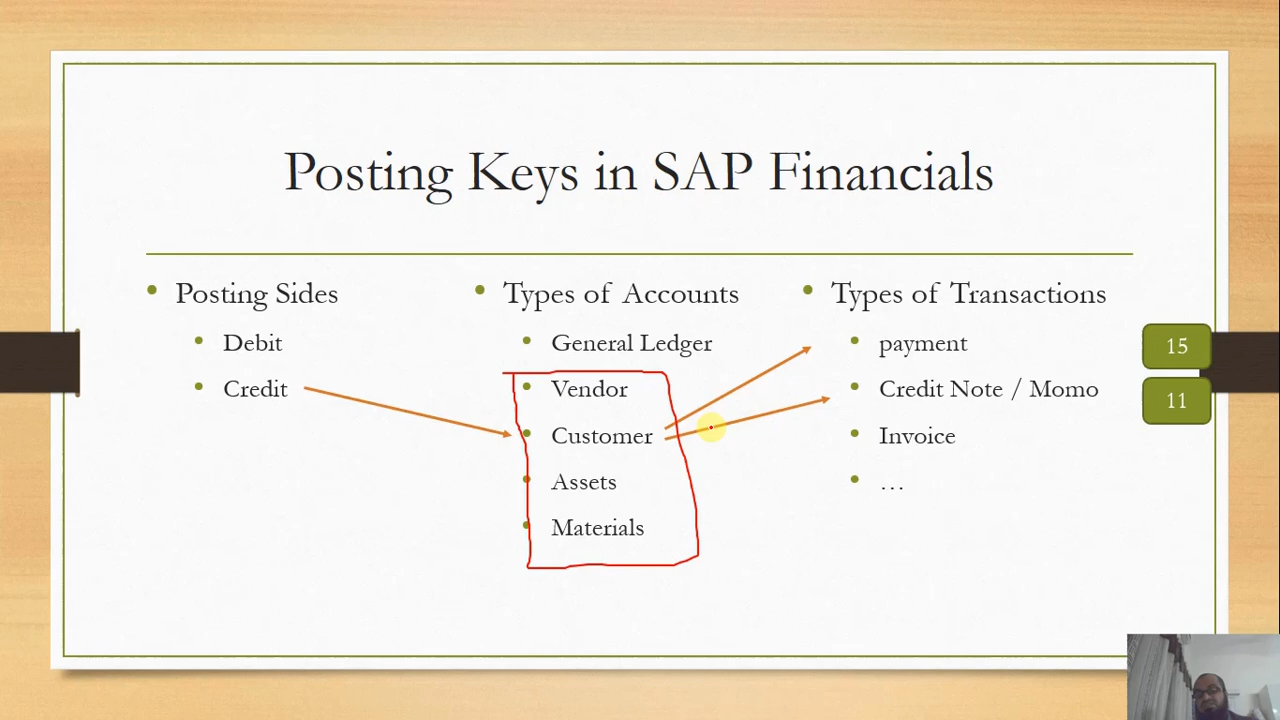 Posting Keys in SAP Financials
Posting Sides
Debit
Credit
Types of Accounts
General Ledger
Vendor
Customer
Assets
Materials
Types of Transactions
payment
Credit Note / Momo
Invoice
…
15
11